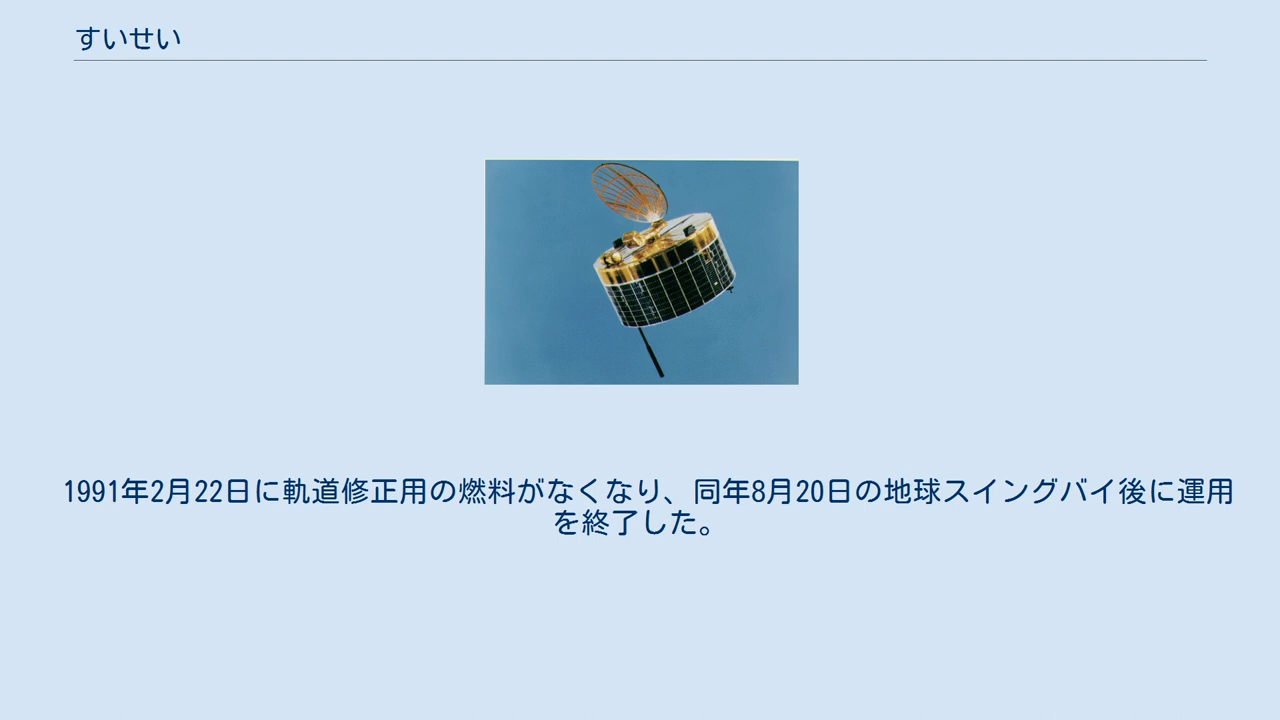 すいせい
1991年2月22日に軌道修正用の燃料がなくなり、同年8月20日の地球スイングバイ後に運用
を終了した。